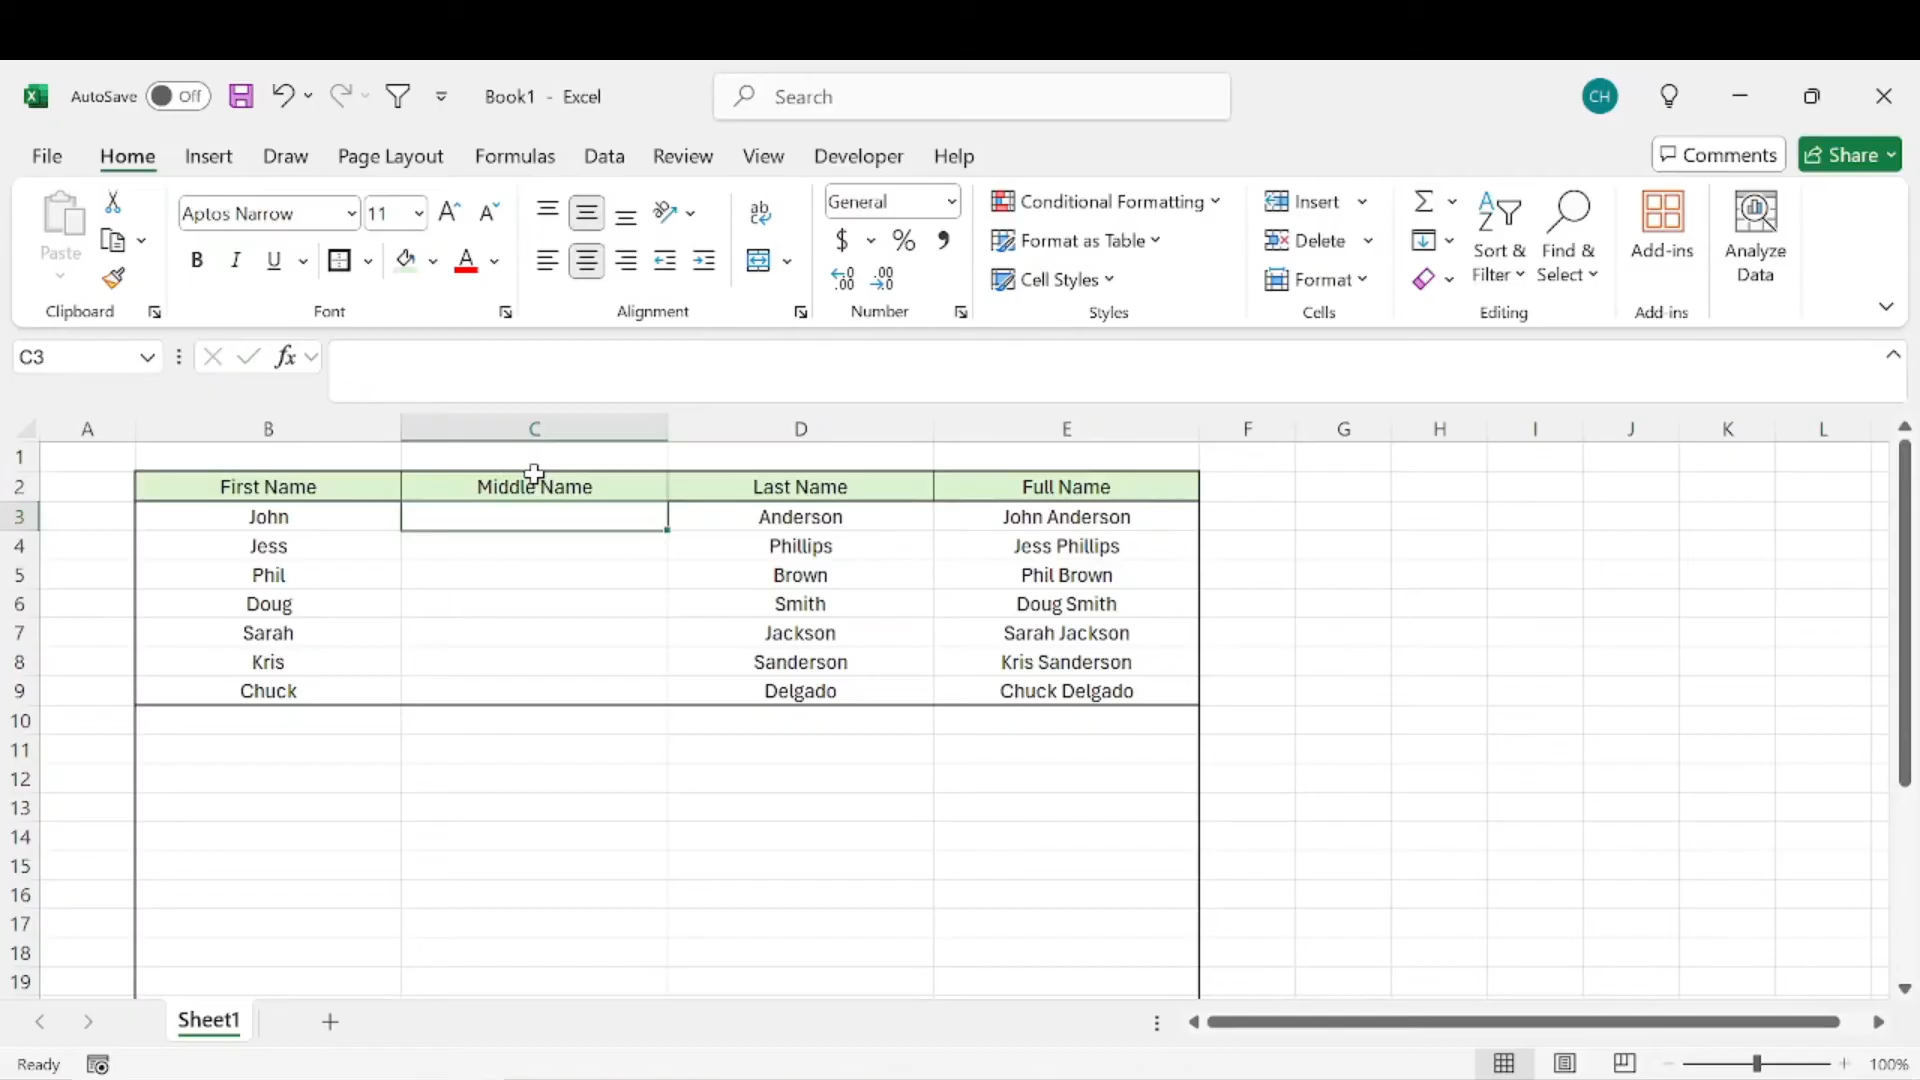 AutoSave Off Book1 - Excel Search CH
File Home Insert Draw Page Layout Formulas Data Review View Developer Help Comments Share
Paste
Clipboard
Aptos Narrow 11
B I U
Font
ab
Alignment
General
$ % 9
Number
Conditional Formatting
Format as Table
Cell Styles
Styles
Insert
Delete
Format
Cells
Sort & Filter
Find & Select
Editing
Add-ins
Add-ins
Analyze Data
C3 fx
A B C D E F G H I J K L
1
2 First Name Middle Name Last Name Full Name
3 John Anderson John Anderson
4 Jess Phillips Jess Phillips
5 Phil Brown Phil Brown
6 Doug Smith Doug Smith
7 Sarah Jackson Sarah Jackson
8 Kris Sanderson Kris Sanderson
9 Chuck Delgado Chuck Delgado
10
11
12
13
14
15
16
17
18
19
Sheet1
Ready 100%